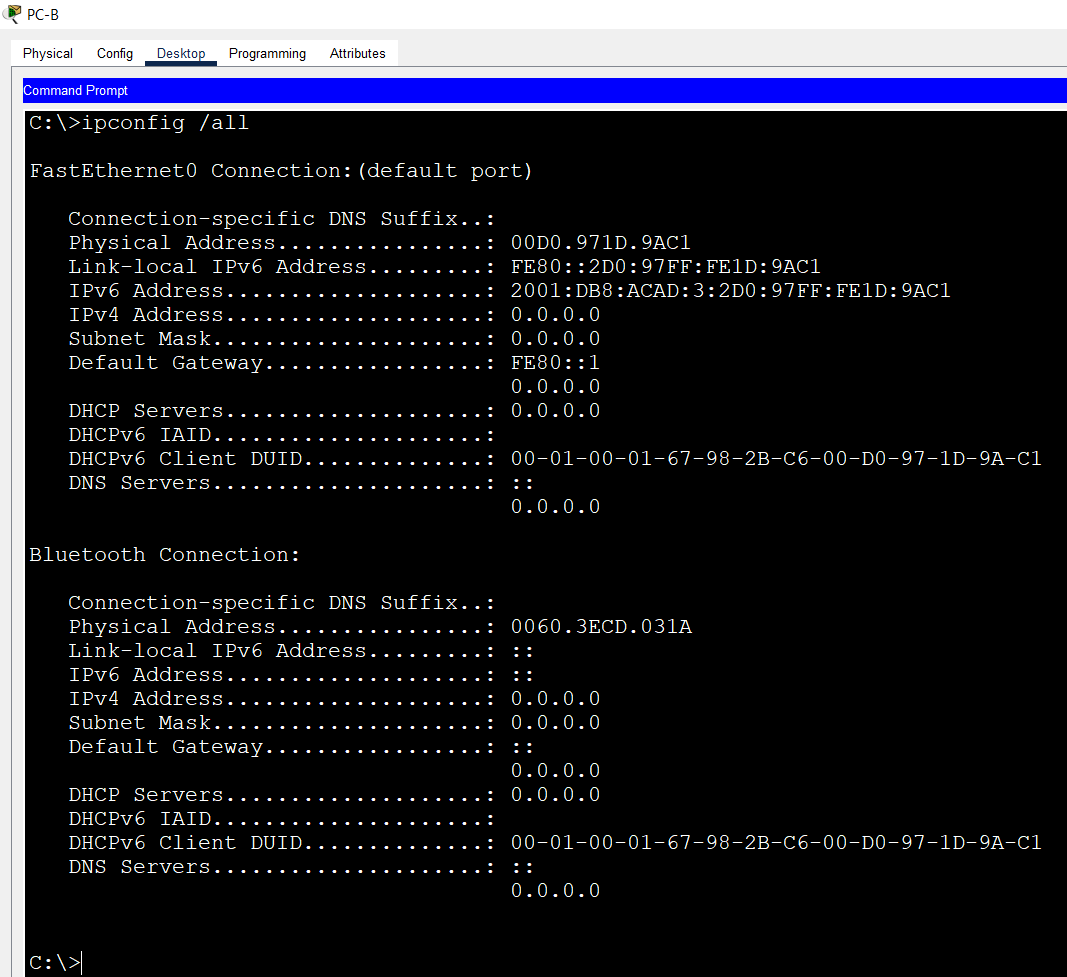 PC-B
Physical Config Desktop Programming Attributes
Command Prompt
C:\>ipconfig /all
FastEthernet0 Connection:(default port)
Connection-specific DNS Suffix..:
Physical Address................: 00D0.971D.9AC1
Link-local IPv6 Address.........: FE80::2D0:97FF:FE1D:9AC1
IPv6 Address....................: 2001:DB8:ACAD:3:2D0:97FF:FE1D:9AC1
IPv4 Address....................: 0.0.0.0
Subnet Mask.....................: 0.0.0.0
Default Gateway.................: FE80::1
0.0.0.0
DHCP Servers....................: 0.0.0.0
DHCPv6 IAID.....................:
DHCPv6 Client DUID..............: 00-01-00-01-67-98-2B-C6-00-D0-97-1D-9A-C1
DNS Servers.....................: ::
0.0.0.0
Bluetooth Connection:
Connection-specific DNS Suffix..:
Physical Address................: 0060.3ECD.031A
Link-local IPv6 Address.........: ::
IPv6 Address....................: ::
IPv4 Address....................: 0.0.0.0
Subnet Mask.....................: 0.0.0.0
Default Gateway.................: ::
0.0.0.0
DHCP Servers....................: 0.0.0.0
DHCPv6 IAID.....................:
DHCPv6 Client DUID..............: 00-01-00-01-67-98-2B-C6-00-D0-97-1D-9A-C1
DNS Servers.....................: ::
0.0.0.0
C:\>